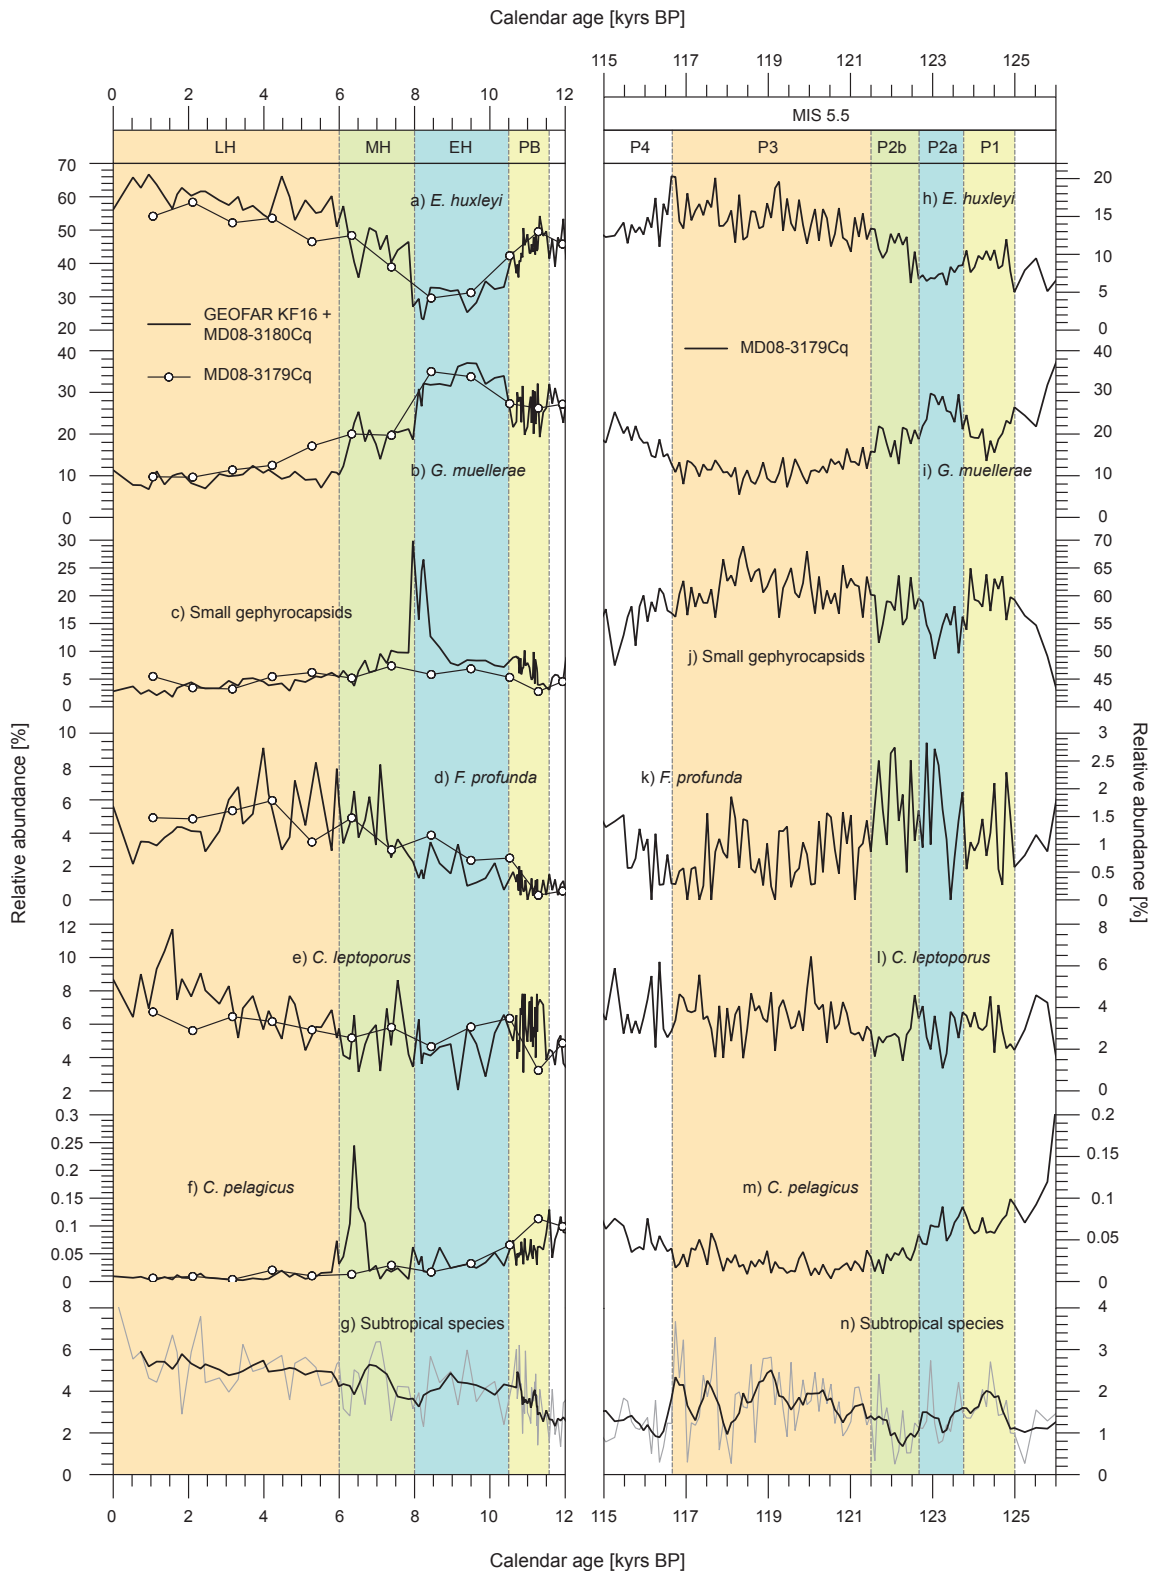 Calendar age [kyrs BP]
115 117 119 121 123 125
0 2 4 6 8 10 12
MIS 5.5
LH MH EH PB
P4 P3 P2b P2a P1
70
60
50
40
30
20
a) E. huxleyi
GEOFAR KF16 +
MD08-3180Cq
MD08-3179Cq
h) E. huxleyi
20
15
10
5
0
MD08-3179Cq
40
30
20
10
0
b) G. muellerae
i) G. muellerae
40
30
20
10
0
30
25
20
15
10
5
0
c) Small gephyrocapsids
j) Small gephyrocapsids
70
65
60
55
50
45
40
Relative abundance [%]
10
8
6
4
2
0
d) F. profunda
k) F. profunda
3
2.5
2
1.5
1
0.5
0
Relative abundance [%]
12
10
8
6
4
2
e) C. leptoporus
l) C. leptoporus
8
6
4
2
0
0.3
0.25
0.2
0.15
0.1
0.05
0
f) C. pelagicus
m) C. pelagicus
0.2
0.15
0.1
0.05
0
8
6
4
2
0
g) Subtropical species
n) Subtropical species
4
3
2
1
0
0 2 4 6 8 10 12
115 117 119 121 123 125
Calendar age [kyrs BP]